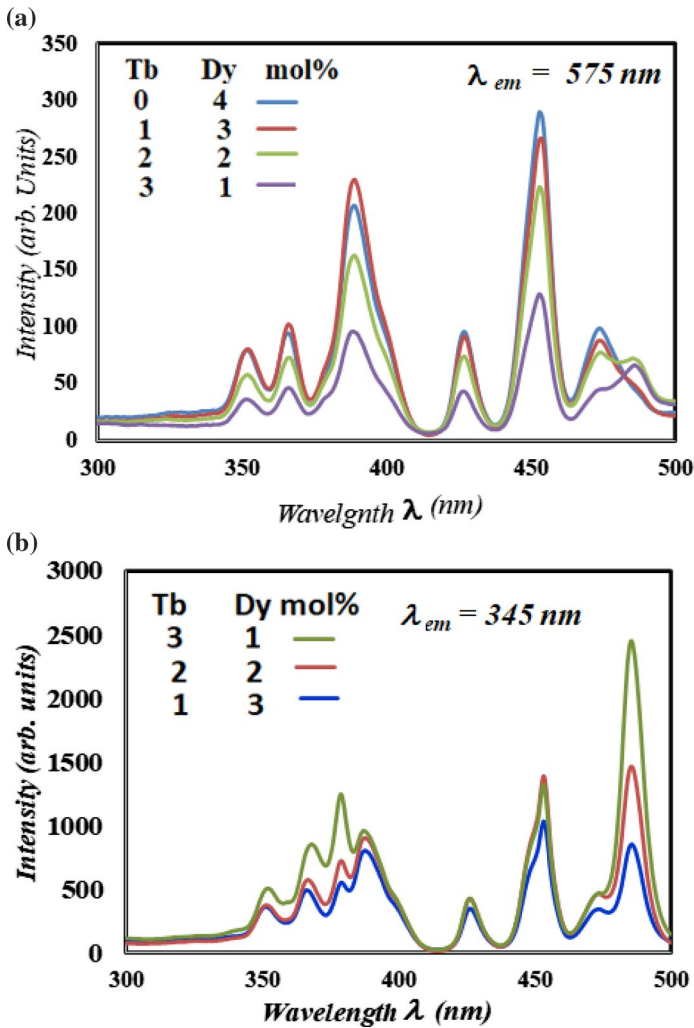 (a)
350
300
250
200
150
100
50
0
Intensity (arb. Units)
Tb Dy mol%
0 4
1 3
2 2
3 1
λ em = 575 nm
300 350 400 450 500
Wavelgnth λ (nm)
(b)
3000
2500
2000
1500
1000
500
0
Intensity (arb. units)
Tb Dy mol%
3 1
2 2
1 3
λ em = 345 nm
300 350 400 450 500
Wavelength λ (nm)